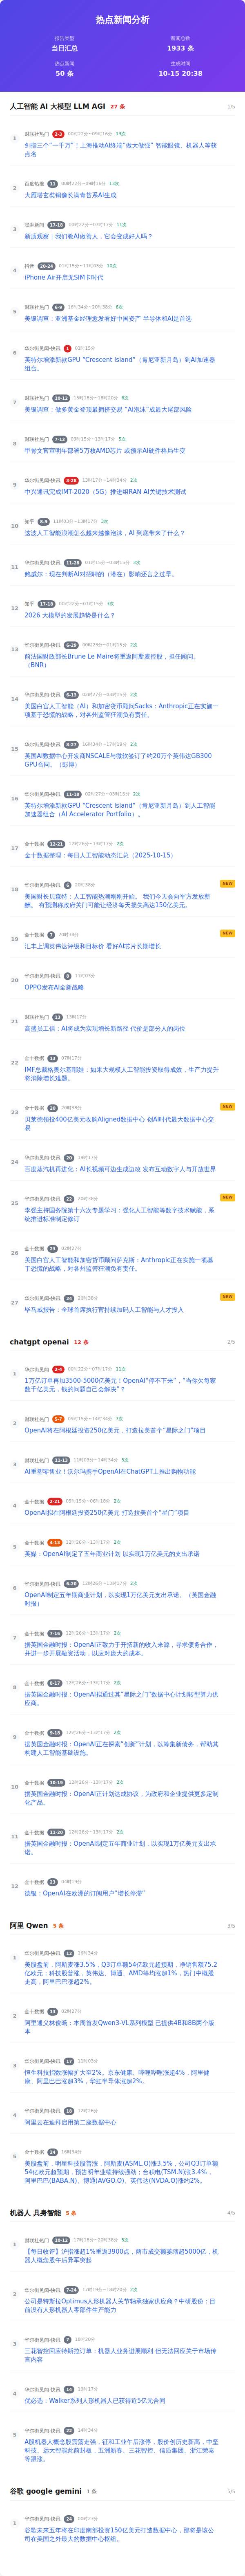 热点新闻分析
报告类型
当日汇总
新闻总数
1933 条
热点新闻
50 条
生成时间
10-15 20:38
人工智能 AI 大模型 LLM AGI 27 条 1/5
1
财联社热门 2-2 00时22分~09时16分 13次
剑指三个“一千万”！上海推动AI终端“做大做强” 智能眼镜、机器人等获
点名
2
百度热搜 11 00时22分~09时16分 13次
大雁塔玄奘铜像长满青苔系AI生成
3
澎湃新闻 17-18 00时22分~07时17分 11次
新质观察｜我们教AI做善人，它会变成好人吗？
4
抖音 20-24 01时15分~11时03分 10次
iPhone Air开启无SIM卡时代
5
财联社热门 6-9 16时34分~20时38分 6次
美银调查：亚洲基金经理愈发看好中国资产 半导体和AI是首选
6
华尔街见闻-快讯 1 02时15分
英特尔增添新款GPU “Crescent Island”（肯尼亚新月岛）到AI加速器
组合。
7
财联社热门 10-12 15时18分~19时20分 6次
美银调查：做多黄金登顶最拥挤交易 “AI泡沫”成最大尾部风险
8
财联社热门 7-12 09时15分~13时17分 5次
甲骨文官宣明年部署5万枚AMD芯片 或预示AI硬件格局生变
9
华尔街见闻-快讯 3-28 13时17分~14时34分 2次
中兴通讯完成IMT-2020（5G）推进组RAN AI关键技术测试
10
知乎 8-9 11时03分~13时17分 3次
这波人工智能浪潮怎么越来越像泡沫，AI 到底带来了什么？
11
华尔街见闻-快讯 11-26 01时15分~03时15分 3次
鲍威尔：现在判断AI对招聘的（潜在）影响还言之过早。
12
知乎 17-18 00时22分~01时15分 3次
2026 大模型的发展趋势是什么？
13
华尔街见闻-快讯 6-29 00时23分~01时15分 2次
前法国财政部长Brune Le Maire将重返阿斯麦控股，担任顾问。
（BNR）
14
华尔街见闻-快讯 6-13 02时27分~03时15分 2次
美国白宫人工智能（AI）和加密货币顾问Sacks：Anthropic正在实施一
项基于恐慌的战略，对各州监管狂潮负有责任。
15
华尔街见闻-快讯 8-27 16时34分~17时19分 2次
英国AI数据中心开发商NSCALE与微软签订了约20万个英伟达GB300
GPU合同。（彭博）
16
华尔街见闻-快讯 11-18 02时27分~03时15分 2次
英特尔增添新款GPU “Crescent Island”（肯尼亚新月岛）到人工智能
加速器组合（AI Accelerator Portfolio）。
17
金十数据 12-21 12时26分~13时17分 2次
金十数据整理：每日人工智能动态汇总（2025-10-15）
18
华尔街见闻-快讯 6 20时38分 NEW
美国财长贝森特：人工智能热潮刚刚开始。 我们今天会向军方发放薪
酬。 有预测称政府关门可能让经济每天损失高达150亿美元。
19
金十数据 7 20时38分 NEW
汇丰上调英伟达评级和目标价 看好AI芯片长期增长
20
华尔街见闻-快讯 8 11时03分
OPPO发布AI全新战略
21
财联社热门 13 13时17分
高盛员工信：AI将成为实现增长新路径 代价是部分人的岗位
22
金十数据 13 07时17分
IMF总裁格奥尔基耶娃：如果大规模人工智能投资取得成效，生产力提升
将消除增长难题。
23
金十数据 20 20时38分 NEW
贝莱德领投400亿美元收购Aligned数据中心 创AI时代最大数据中心交
易
24
华尔街见闻-快讯 20 19时17分
百度蒸汽机再进化：AI长视频可边生成边改 发布互动数字人与开放世界
25
华尔街见闻-快讯 22 20时38分 NEW
李强主持国务院第十六次专题学习：强化人工智能等数字技术赋能，系
统推进标准制定修订
26
金十数据 23 02时27分
美国白宫人工智能和加密货币顾问萨克斯：Anthropic正在实施一项基
于恐慌的战略，对各州监管狂潮负有责任。
27
华尔街见闻-快讯 26 20时38分 NEW
毕马威报告：全球首席执行官持续加码人工智能与人才投入
chatgpt openai 12 条 2/5
1
华尔街见闻 2-4 00时22分~07时17分 11次
1万亿订单再加3500-5000亿美元！OpenAI“停不下来”，“当你欠每家
数千亿美元，钱的问题自己会解决”？
2
财联社热门 5-7 09时15分~14时34分 7次
OpenAI将在阿根廷投资250亿美元，打造拉美首个“星际之门”项目
3
财联社热门 11-13 11时03分~14时34分 5次
AI重塑零售业！沃尔玛携手OpenAI在ChatGPT上推出购物功能
4
金十数据 2-21 05时15分~06时18分 2次
OpenAI拟在阿根廷投资250亿美元 打造拉美首个“星门”项目
5
金十数据 4-13 12时26分~13时17分 2次
英媒：OpenAI制定了五年商业计划 以实现1万亿美元的支出承诺
6
华尔街见闻-快讯 6-20 12时26分~13时17分 2次
OpenAI制定五年期商业计划，以实现1万亿美元支出承诺。（英国金融
时报）
7
金十数据 7-16 12时26分~13时17分 2次
据英国金融时报：OpenAI正致力于开拓新的收入来源，寻求债务合作，
并进一步开展融资活动，以应对庞大的成本。
8
金十数据 8-17 12时26分~13时17分 2次
据英国金融时报：OpenAI拟通过其“星际之门”数据中心计划转型算力供
应商。
9
金十数据 9-18 12时26分~13时17分 2次
据英国金融时报：OpenAI正在探索“创新”计划，以筹集新债务，帮助其
构建人工智能基础设施。
10
金十数据 10-19 12时26分~13时17分 2次
据英国金融时报：OpenAI正计划达成协议，为政府和企业提供更多定制
化产品。
11
金十数据 11-20 12时26分~13时17分 2次
据英国金融时报：OpenAI制定五年商业计划，以实现1万亿美元支出承
诺。
12
金十数据 23 04时19分
德银：OpenAI在欧洲的订阅用户“增长停滞”
阿里 Qwen 5 条 3/5
1
华尔街见闻-快讯 12 16时34分
美股盘前，阿斯麦涨3.5%，Q3订单额54亿欧元超预期，净销售额75.2
亿欧元；科技股普涨，英伟达、博通、AMD等均涨超1%，热门中概股
走高，阿里巴巴涨超2%。
2
金十数据 13 02时27分
阿里通义林俊旸：本周首发Qwen3-VL系列模型 已提供4B和8B两个版
本
3
华尔街见闻-快讯 17 11时03分
恒生科技指数涨幅扩大至2%，京东健康、哔哩哔哩涨超4%，阿里健
康、阿里巴巴涨超3%，华虹半导体涨超2%。
4
华尔街见闻-快讯 18 12时26分
阿里云在迪拜启用第二座数据中心
5
金十数据 24 16时34分
美股盘前，明星科技股普涨，阿斯麦(ASML.O)涨3.5%，公司Q3订单额
54亿欧元超预期，预告明年业绩持续强劲；台积电(TSM.N)涨3.4%，
阿里巴巴(BABA.N)、博通(AVGO.O)、英伟达(NVDA.O)涨约2%。
机器人 具身智能 5 条 4/5
1
财联社热门 10-12 17时19分~20时38分 5次
【每日收评】沪指涨超1%重返3900点，两市成交额萎缩超5000亿，机
器人概念股午后异军突起
2
华尔街见闻-快讯 7-24 17时19分~18时20分 2次
公司是特斯拉Optimus人形机器人关节轴承独家供应商？中研股份：目
前没有人形机器人零部件生产能力
3
华尔街见闻-快讯 7 18时20分
三花智控回应特斯拉订单：机器人业务进展顺利 但无法回应关于市场传
言内容
4
华尔街见闻-快讯 14 19时17分
优必选：Walker系列人形机器人已获得近5亿元合同
5
华尔街见闻-快讯 22 14时34分
A股机器人概念股震荡走强，征和工业午后涨停，股价创历史新高，中坚
科技、远大智能此前封板，五洲新春、三花智控、信质集团、浙江荣泰
等跟涨。
谷歌 google gemini 1 条 5/5
1
华尔街见闻-快讯 24 00时23分
谷歌未来五年将在印度南部投资150亿美元打造数据中心，那将是该公
司在美国之外最大的数据中心枢纽。